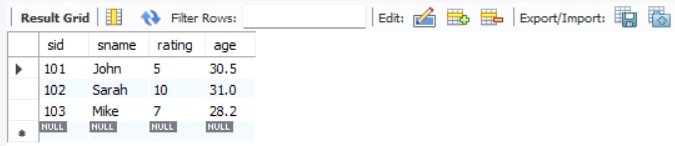 Result Grid Filter Rows: Edit: Export/Import:
sid sname rating age
101 John 5 30.5
102 Sarah 10 31.0
103 Mike 7 28.2
NULL NULL NULL NULL